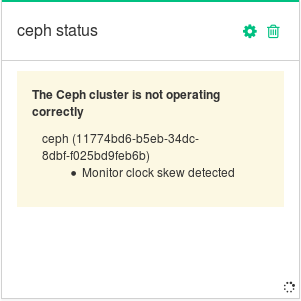 ceph status
The Ceph cluster is not operating
correctly
ceph (11774bd6-b5eb-34dc-
8dbf-f025bd9feb6b)
• Monitor clock skew detected